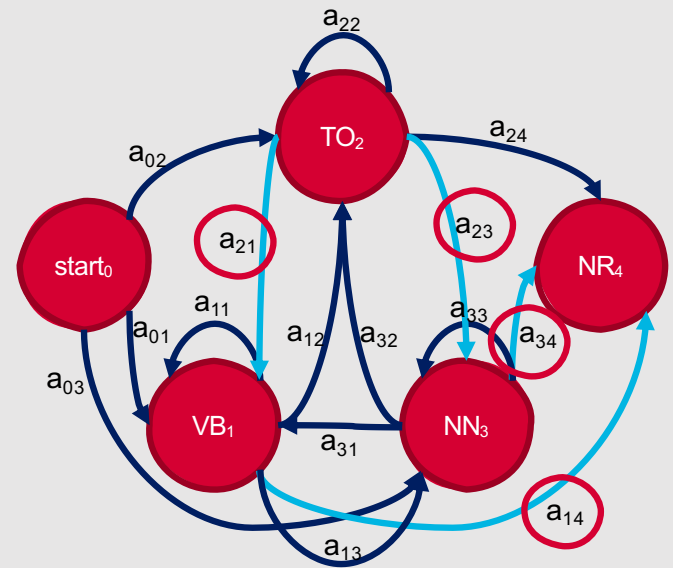 a₂₂
TO₂
a₀₂
a₂₄
a₂₁
a₂₃
start₀
NR₄
a₁₁
a₃₃
a₀₁
a₁₂
a₃₂
a₃₄
a₀₃
VB₁
NN₃
a₃₁
a₁₄
a₁₃